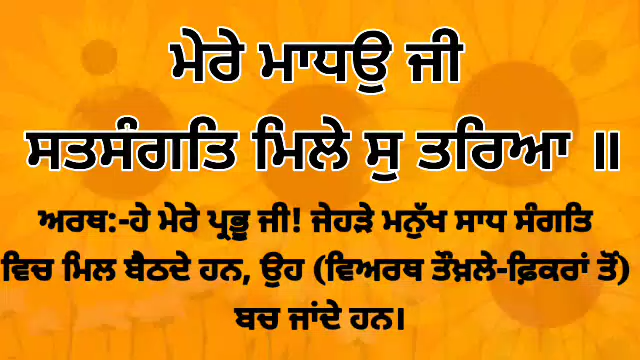 ਮੇਰੇ ਮਾਧਉ ਜੀ
ਸਤਸੰਗਤਿ ਮਿਲੇ ਸੁ ਤਰਿਆ ॥
ਅਰਥ:-ਹੇ ਮੇਰੇ ਪ੍ਰਭੂ ਜੀ! ਜੇਹੜੇ ਮਨੁੱਖ ਸਾਧ ਸੰਗਤਿ
ਵਿਚ ਮਿਲ ਬੈਠਦੇ ਹਨ, ਉਹ (ਵਿਅਰਥ ਤੌਖ਼ਲੇ-ਫ਼ਿਕਰਾਂ ਤੋਂ)
ਬਚ ਜਾਂਦੇ ਹਨ।